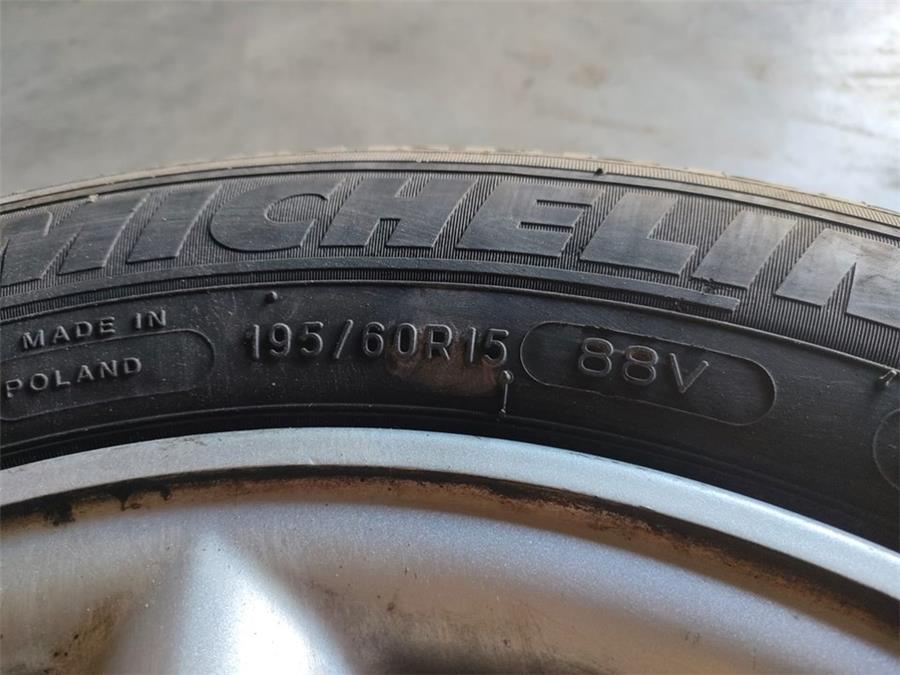 MICHELIN
MADE IN
POLAND
195/60R15 88V